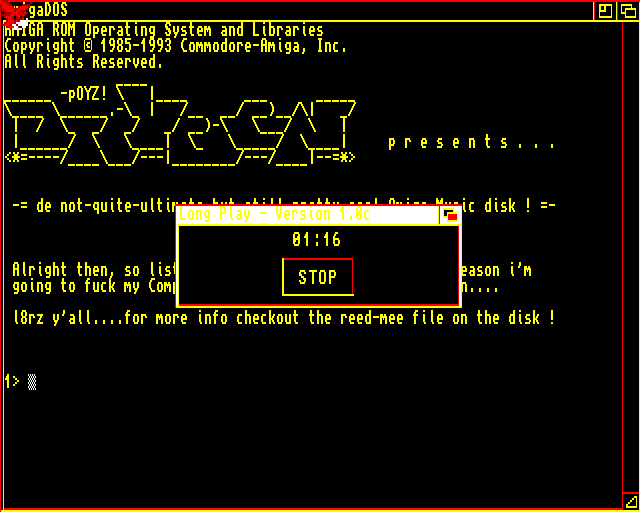 AmigaDOS
AMIGA ROM Operating System and Libraries
Copyright © 1985-1993 Commodore-Amiga, Inc.
All Rights Reserved.
-pOYZ!
p r e s e n t s . . .
-= de not-quite-ultimate but still pretty cool Amiga Music disk ! =-
Long Play - Version 1.0c
01:16
STOP
Alright then, so list eason i'm
going to fuck my Comp n....
l8rz y'all....for more info checkout the reed-mee file on the disk !
1>